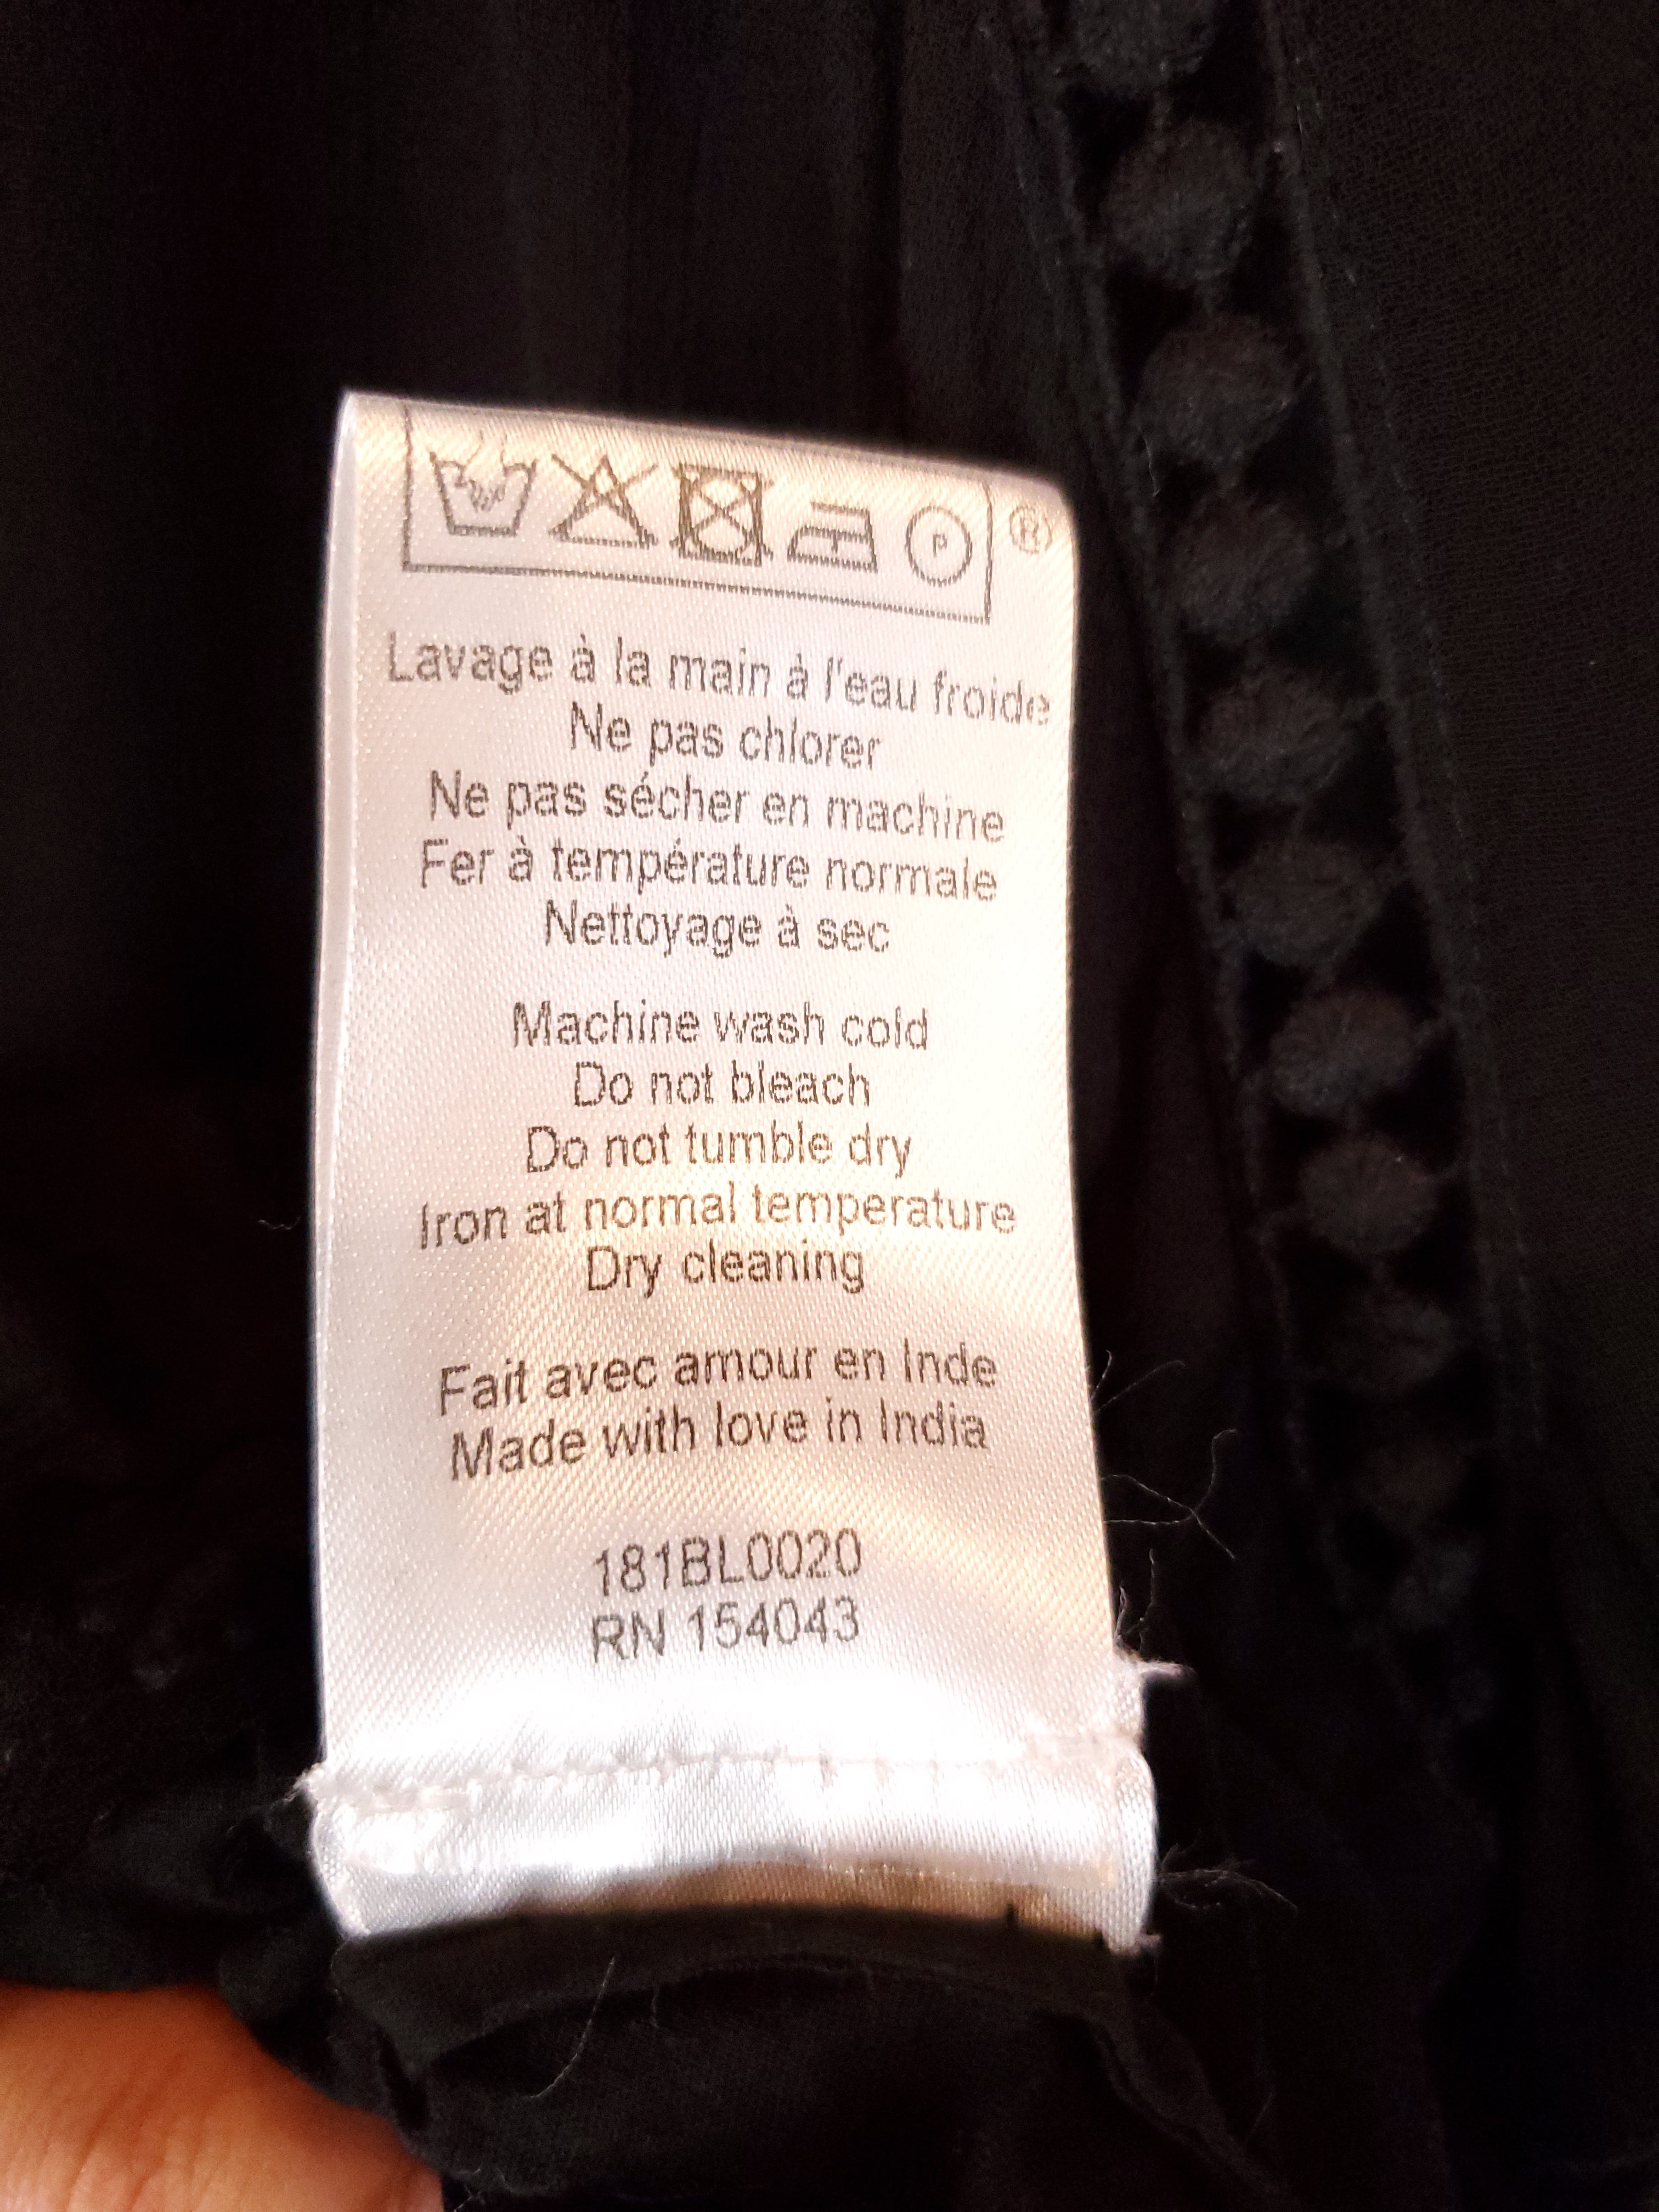 P ®
Lavage à la main à l'eau froide
Ne pas chlorer
Ne pas sécher en machine
Fer à température normale
Nettoyage à sec
Machine wash cold
Do not bleach
Do not tumble dry
Iron at normal temperature
Dry cleaning
Fait avec amour en Inde
Made with love in India
181BL0020
RN 154043